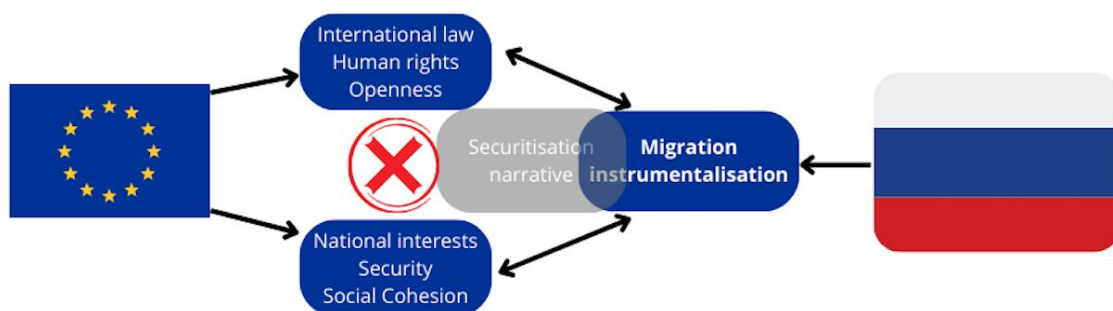 International law
Human rights
Openness
Securitisation
narrative
Migration
instrumentalisation
National interests
Security
Social Cohesion